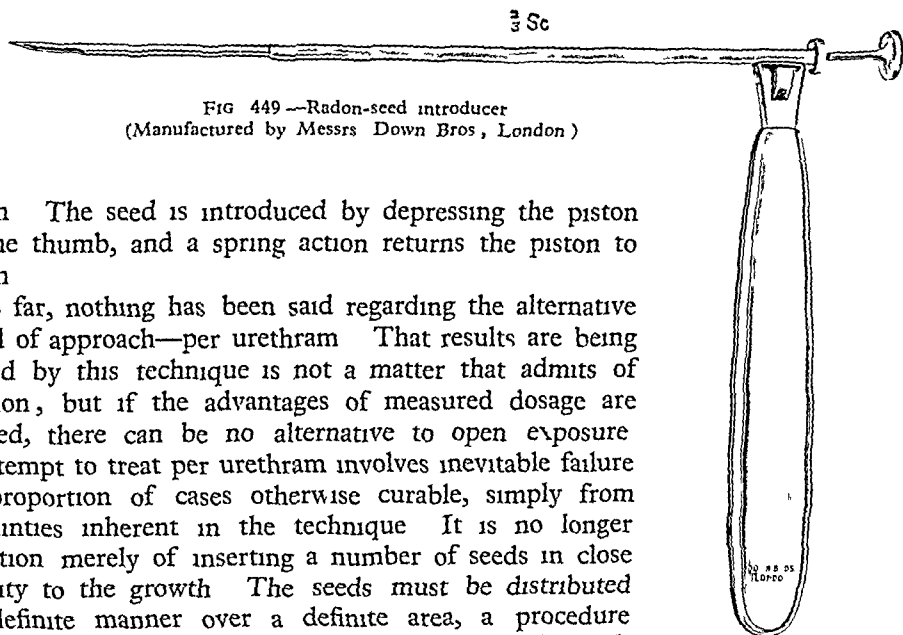 ⅔ Sc
FIG 449 —Radon-seed introducer
(Manufactured by Messrs Down Bros, London)
The seed is introduced by depressing the piston
thumb, and a spring action returns the piston to
far, nothing has been said regarding the alternative
of approach—per urethram That results are being
by this technique is not a matter that admits of
, but if the advantages of measured dosage are
, there can be no alternative to open exposure
to treat per urethram involves inevitable failure
proportion of cases otherwise curable, simply from
inherent in the technique It is no longer
merely of inserting a number of seeds in close
to the growth The seeds must be distributed
definite manner over a definite area, a procedure